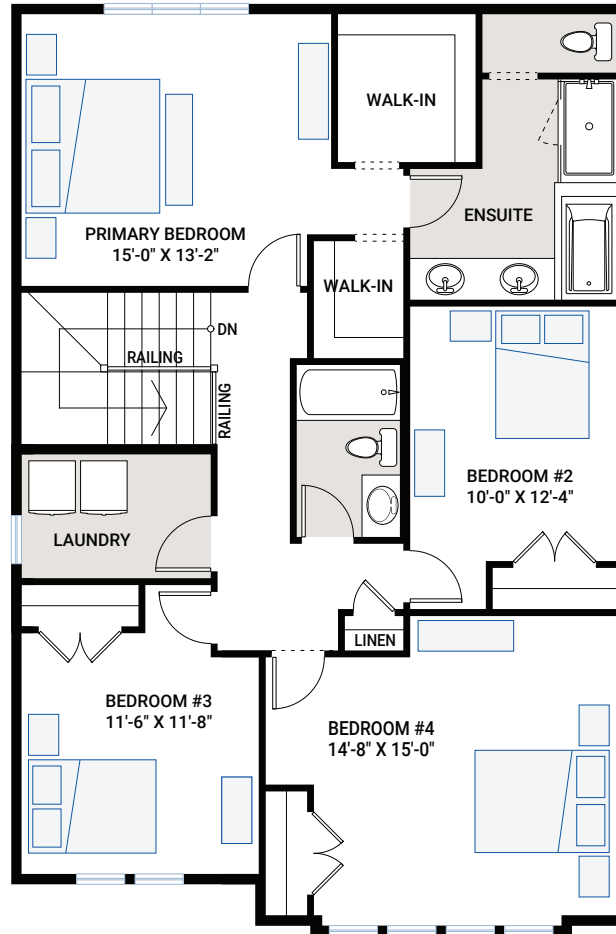 WALK-IN
ENSUITE
PRIMARY BEDROOM
15'-0" X 13'-2"
WALK-IN
DN
RAILING
RAILING
BEDROOM #2
10'-0" X 12'-4"
LAUNDRY
LINEN
BEDROOM #3
11'-6" X 11'-8"
BEDROOM #4
14'-8" X 15'-0"